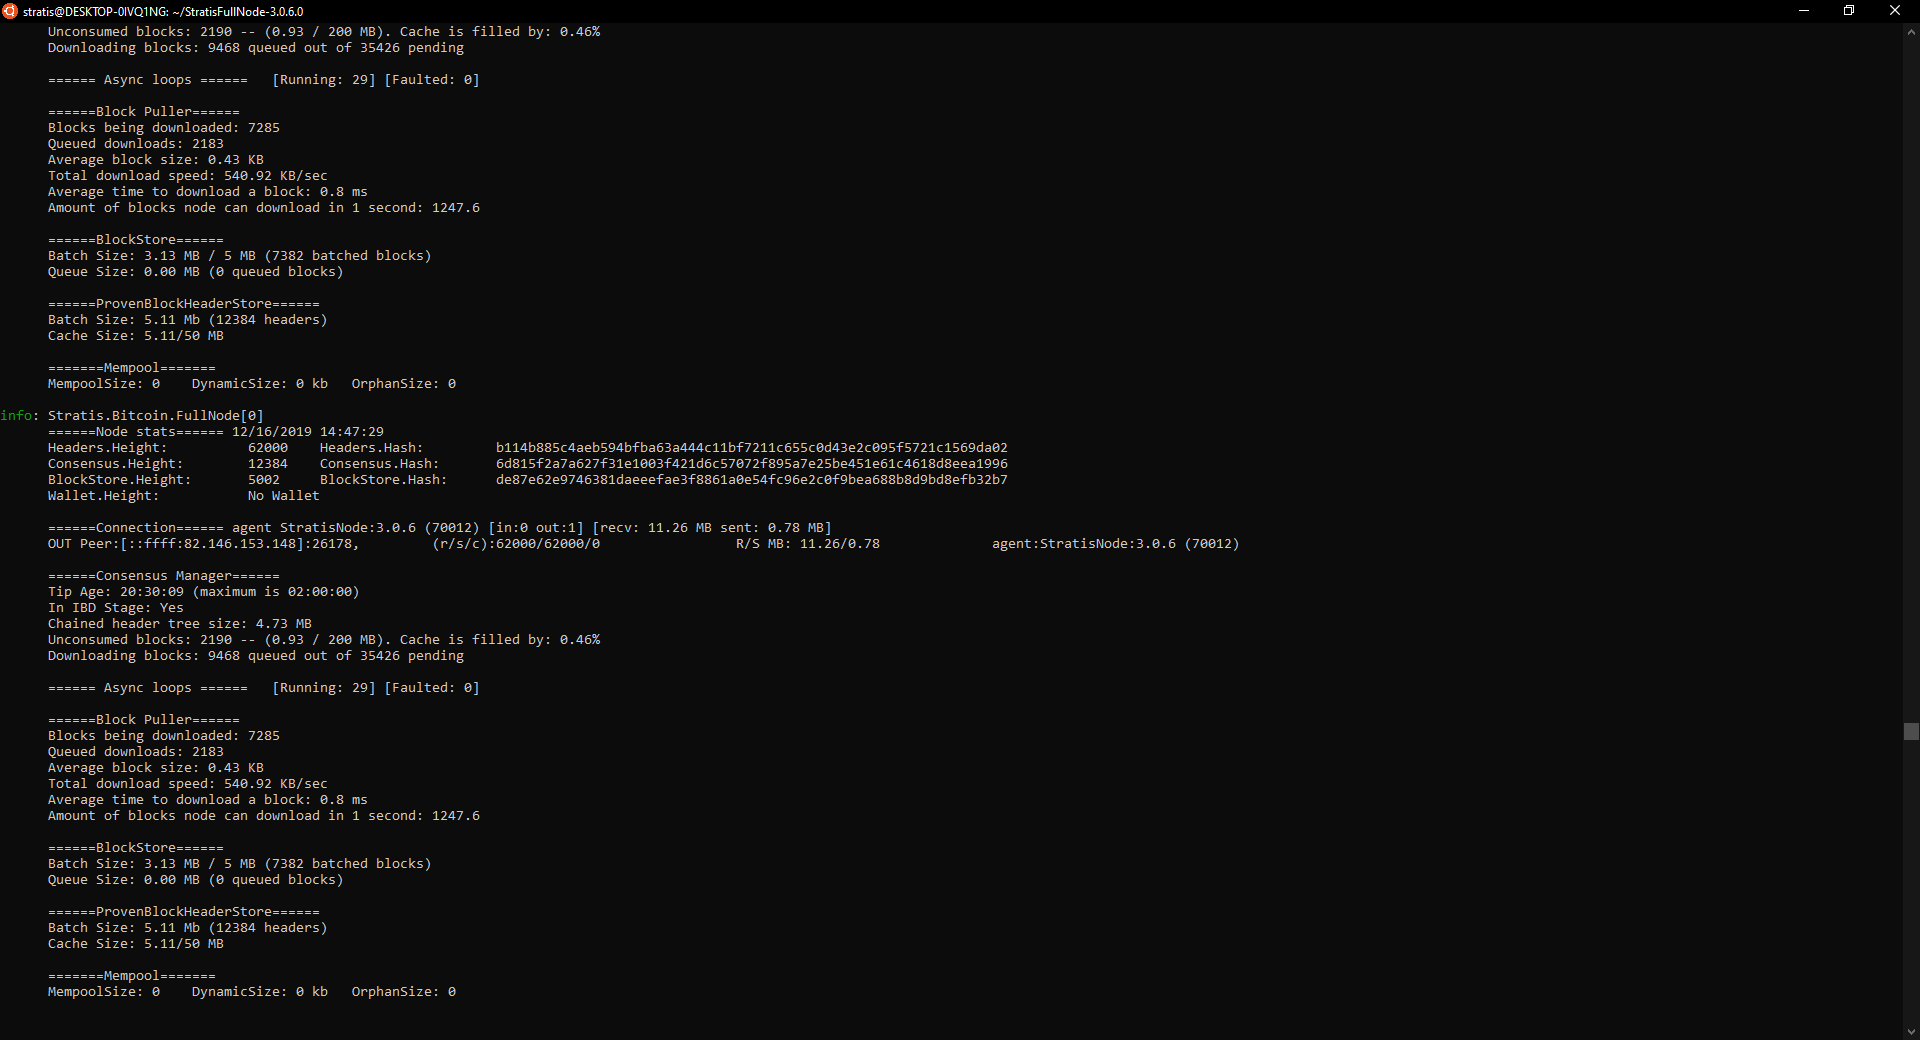 stratis@DESKTOP-0lVQ1NG: ~/StratisFullNode-3.0.6.0
Unconsumed blocks: 2190 -- (0.93 / 200 MB). Cache is filled by: 0.46%
Downloading blocks: 9468 queued out of 35426 pending
====== Async loops ======   [Running: 29] [Faulted: 0]
======Block Puller======
Blocks being downloaded: 7285
Queued downloads: 2183
Average block size: 0.43 KB
Total download speed: 540.92 KB/sec
Average time to download a block: 0.8 ms
Amount of blocks node can download in 1 second: 1247.6
======BlockStore======
Batch Size: 3.13 MB / 5 MB (7382 batched blocks)
Queue Size: 0.00 MB (0 queued blocks)
======ProvenBlockHeaderStore======
Batch Size: 5.11 Mb (12384 headers)
Cache Size: 5.11/50 MB
=======Mempool=======
MempoolSize: 0    DynamicSize: 0 kb   OrphanSize: 0
info: Stratis.Bitcoin.FullNode[0]
======Node stats====== 12/16/2019 14:47:29
Headers.Height:          62000    Headers.Hash:         b114b885c4aeb594bfba63a444c11bf7211c655c0d43e2c095f5721c1569da02
Consensus.Height:        12384    Consensus.Hash:       6d815f2a7a627f31e1003f421d6c57072f895a7e25be451e61c4618d8eea1996
BlockStore.Height:       5002     BlockStore.Hash:      de87e62e9746381daeeefae3f8861a0e54fc96e2c0f9bea688b8d9bd8efb32b7
Wallet.Height:           No Wallet
======Connection====== agent StratisNode:3.0.6 (70012) [in:0 out:1] [recv: 11.26 MB sent: 0.78 MB]
OUT Peer:[::ffff:82.146.153.148]:26178,         (r/s/c):62000/62000/0                 R/S MB: 11.26/0.78              agent:StratisNode:3.0.6 (70012)
======Consensus Manager======
Tip Age: 20:30:09 (maximum is 02:00:00)
In IBD Stage: Yes
Chained header tree size: 4.73 MB
Unconsumed blocks: 2190 -- (0.93 / 200 MB). Cache is filled by: 0.46%
Downloading blocks: 9468 queued out of 35426 pending
====== Async loops ======   [Running: 29] [Faulted: 0]
======Block Puller======
Blocks being downloaded: 7285
Queued downloads: 2183
Average block size: 0.43 KB
Total download speed: 540.92 KB/sec
Average time to download a block: 0.8 ms
Amount of blocks node can download in 1 second: 1247.6
======BlockStore======
Batch Size: 3.13 MB / 5 MB (7382 batched blocks)
Queue Size: 0.00 MB (0 queued blocks)
======ProvenBlockHeaderStore======
Batch Size: 5.11 Mb (12384 headers)
Cache Size: 5.11/50 MB
=======Mempool=======
MempoolSize: 0    DynamicSize: 0 kb   OrphanSize: 0